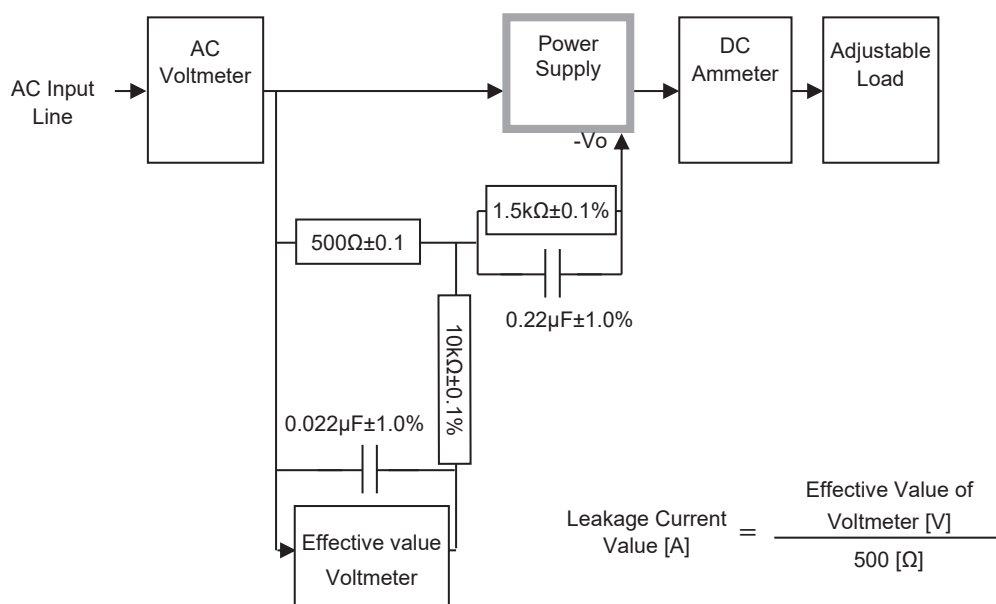 AC Input
Line
AC
Voltmeter
Power
Supply
DC
Ammeter
Adjustable
Load
-Vo
1.5kΩ±0.1%
500Ω±0.1
0.22µF±1.0%
10kΩ±0.1%
0.022µF±1.0%
Effective value
Voltmeter
Leakage Current
Value [A]
=
Effective Value of
Voltmeter [V]
500 [Ω]